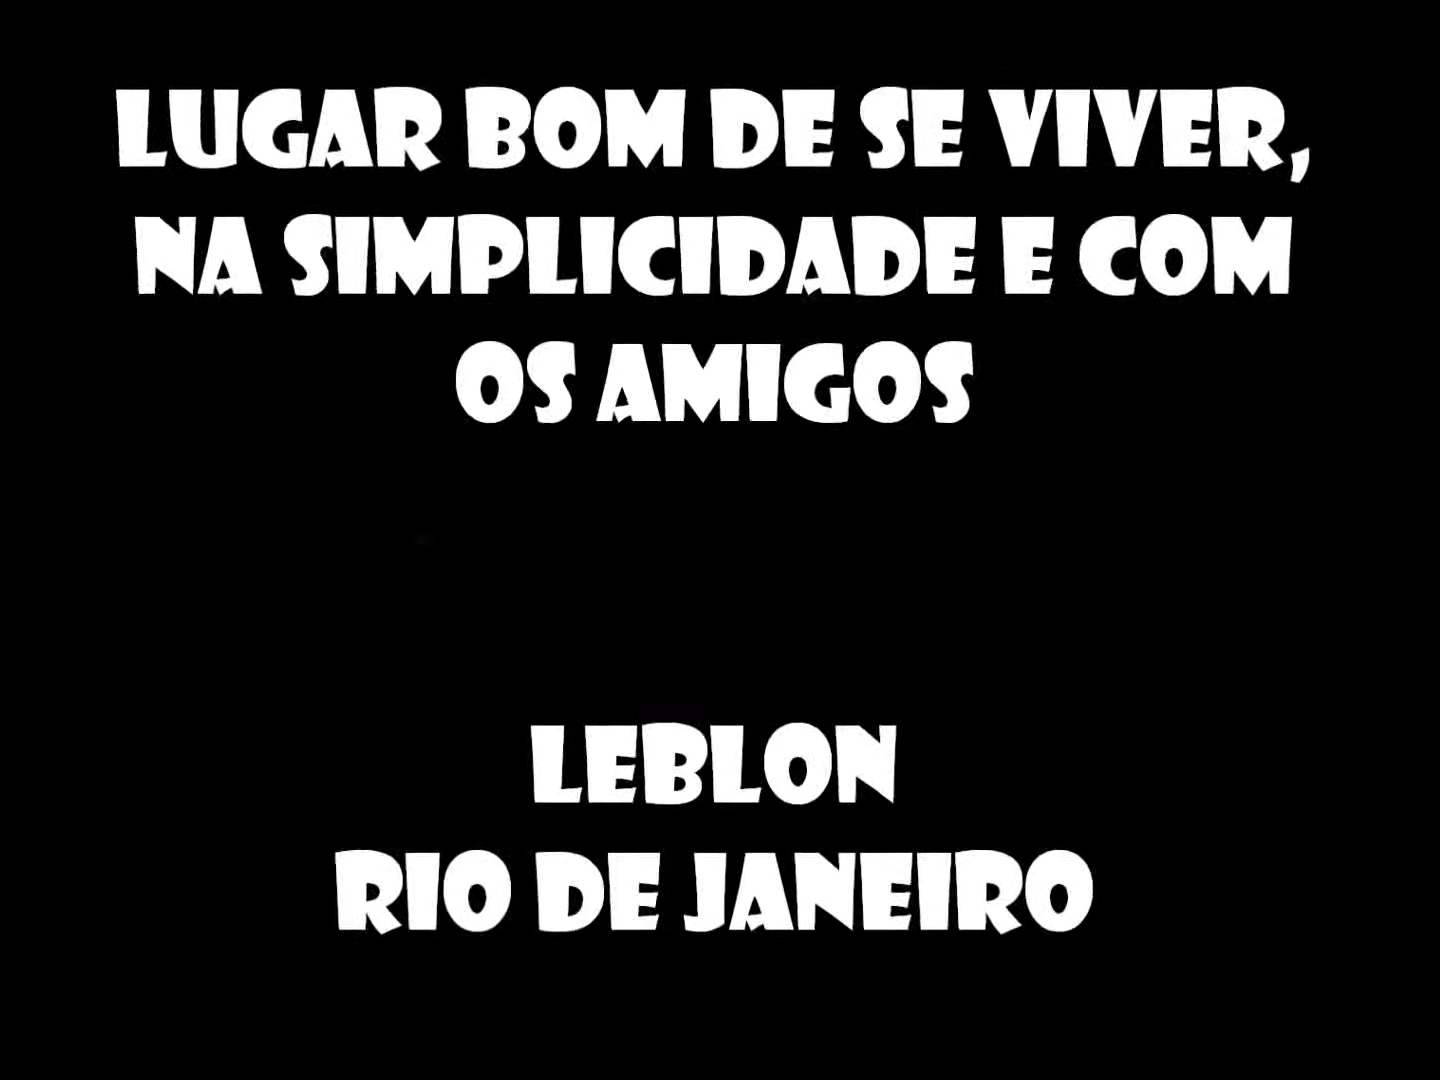 LUGAR BOM DE SE VIVER,
NA SIMPLICIDADE E COM
OS AMIGOS
LEBLON
RIO DE JANEIRO